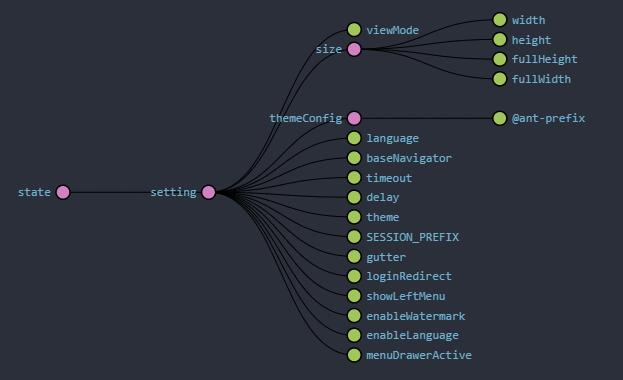 state
setting
viewMode
size
width
height
fullHeight
fullWidth
themeConfig
@ant-prefix
language
baseNavigator
timeout
delay
theme
SESSION_PREFIX
gutter
loginRedirect
showLeftMenu
enableWatermark
enableLanguage
menuDrawerActive